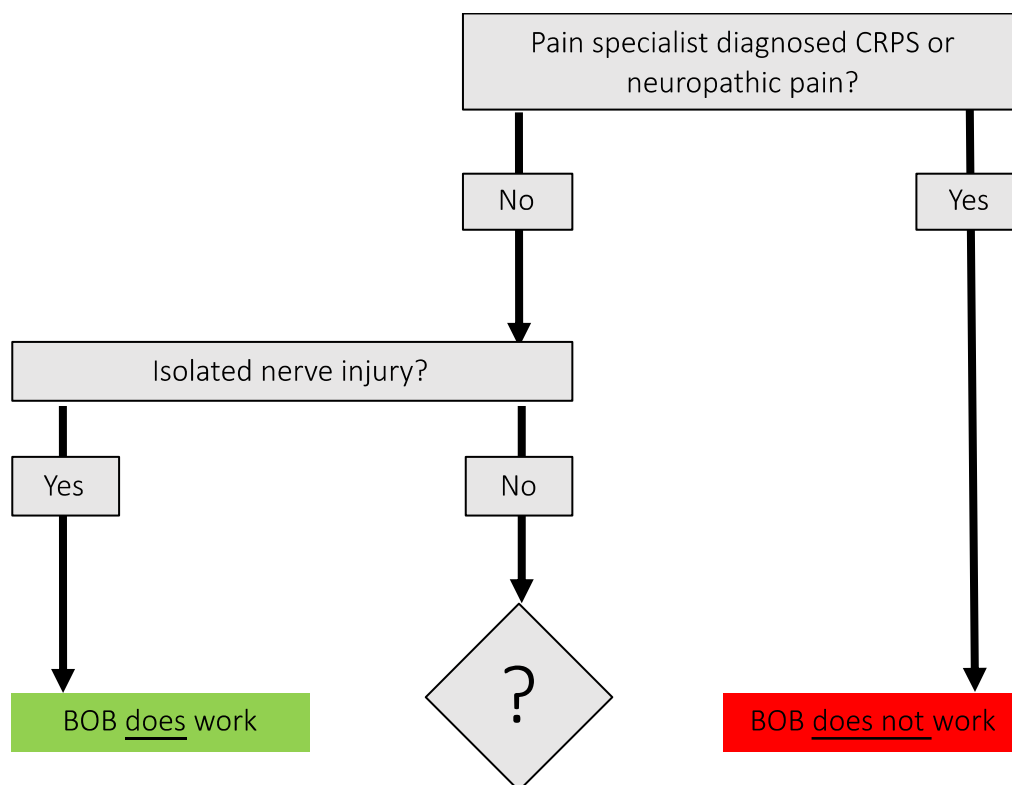 Pain specialist diagnosed CRPS or
neuropathic pain?
No
Yes
Isolated nerve injury?
Yes
No
?
BOB does work
BOB does not work